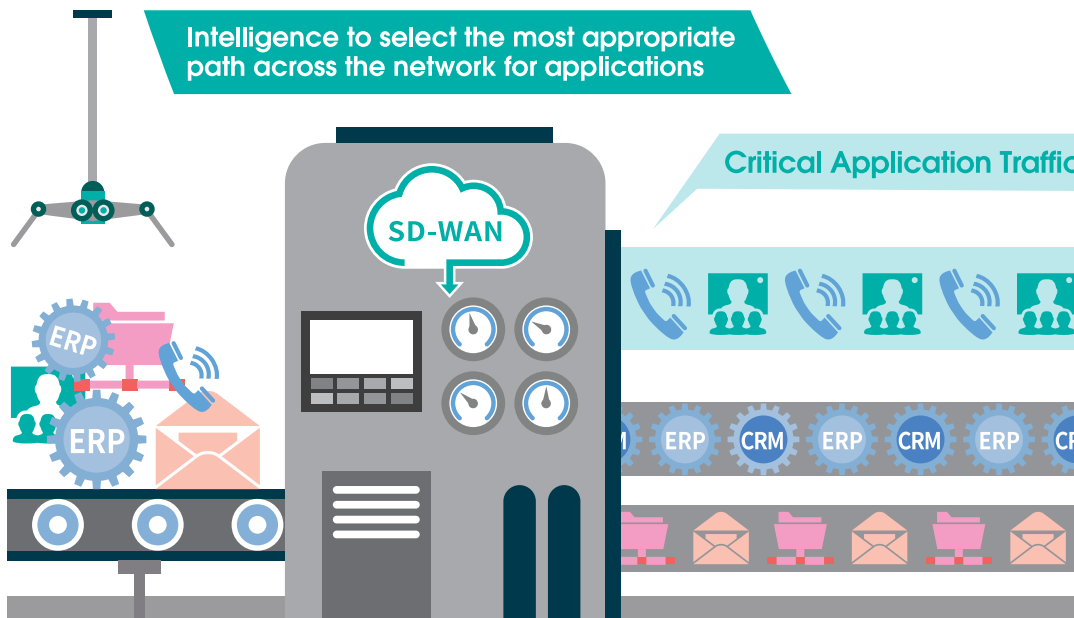 Intelligence to select the most appropriate
path across the network for applications
Critical Application Traffic
SD-WAN
ERP
ERP
ERP
CRM
ERP
CRM
ERP